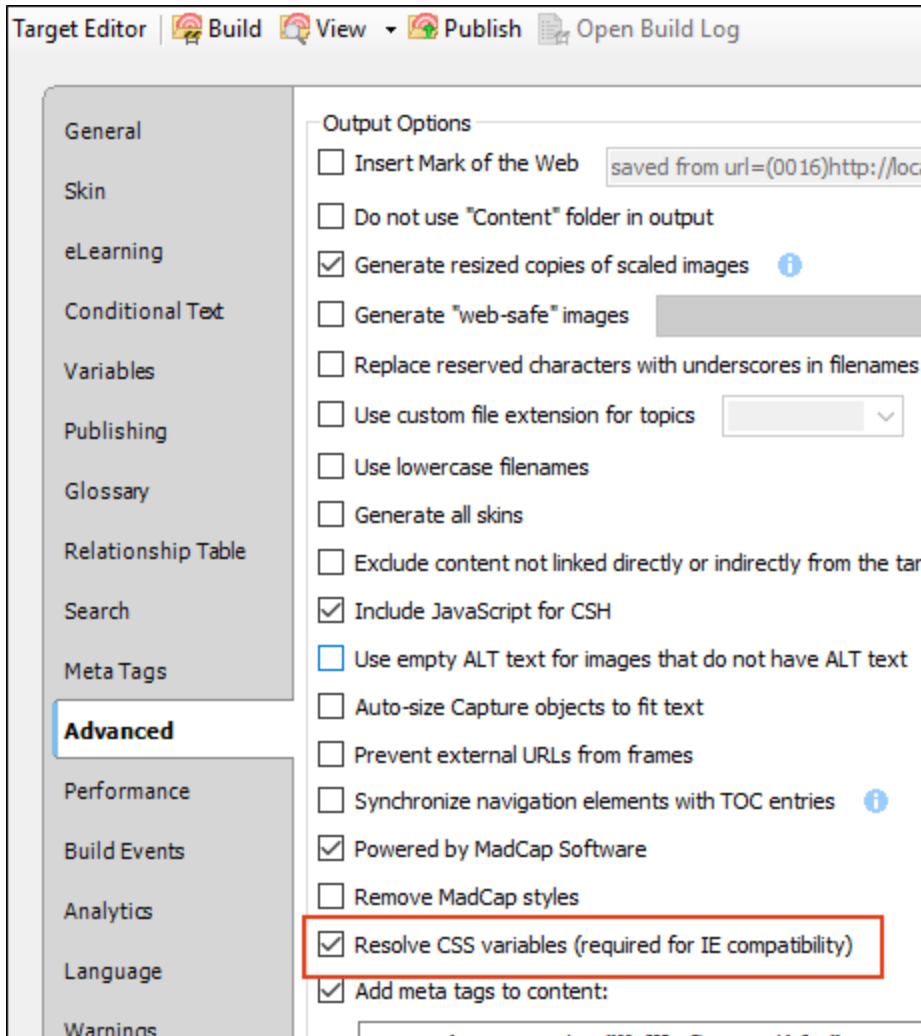 Target Editor Build View Publish Open Build Log
General
Skin
eLearning
Conditional Text
Variables
Publishing
Glossary
Relationship Table
Search
Meta Tags
Advanced
Performance
Build Events
Analytics
Language
Warnings
Output Options
Insert Mark of the Web saved from url=(0016)http://loca
Do not use "Content" folder in output
Generate resized copies of scaled images
Generate "web-safe" images
Replace reserved characters with underscores in filenames
Use custom file extension for topics
Use lowercase filenames
Generate all skins
Exclude content not linked directly or indirectly from the tar
Include JavaScript for CSH
Use empty ALT text for images that do not have ALT text
Auto-size Capture objects to fit text
Prevent external URLs from frames
Synchronize navigation elements with TOC entries
Powered by MadCap Software
Remove MadCap styles
Resolve CSS variables (required for IE compatibility)
Add meta tags to content: